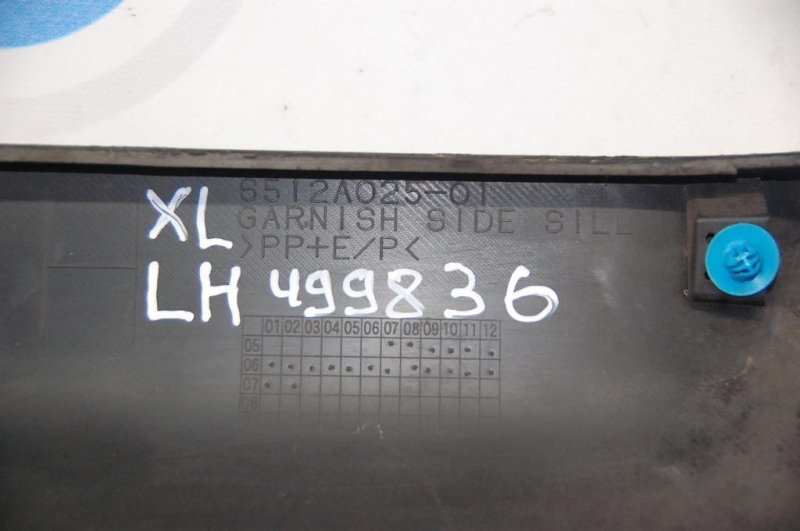 6512A025-01
XL GARNISH SIDE SILL
>PP+E/P<
LH 499836
01 02 03 04 05 06 07 08 09 10 11 12
05
06
07
08